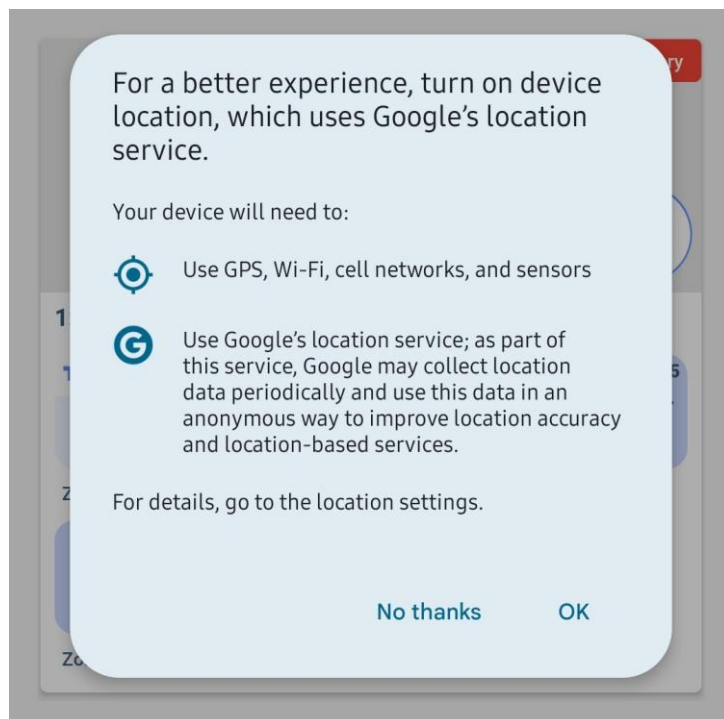 For a better experience, turn on device
location, which uses Google's location
service.
Your device will need to:
Use GPS, Wi-Fi, cell networks, and sensors
G
Use Google's location service; as part of
this service, Google may collect location
data periodically and use this data in an
anonymous way to improve location accuracy
and location-based services.
For details, go to the location settings.
No thanks
OK